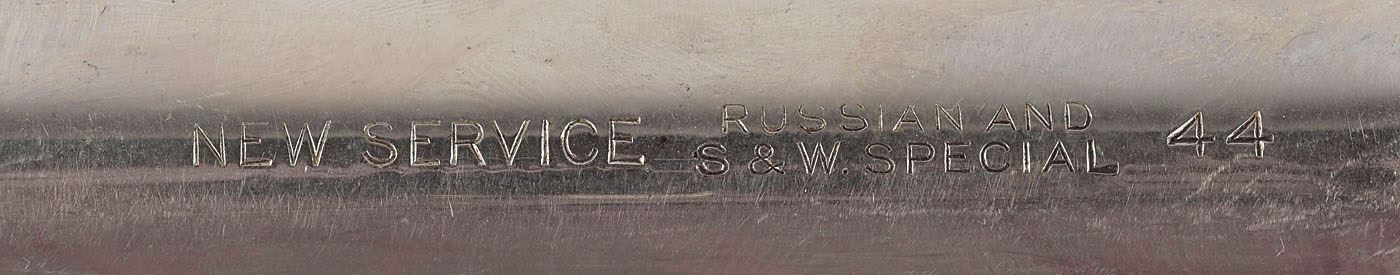 NEW SERVICE RUSSIAN AND
S & W. SPECIAL 44